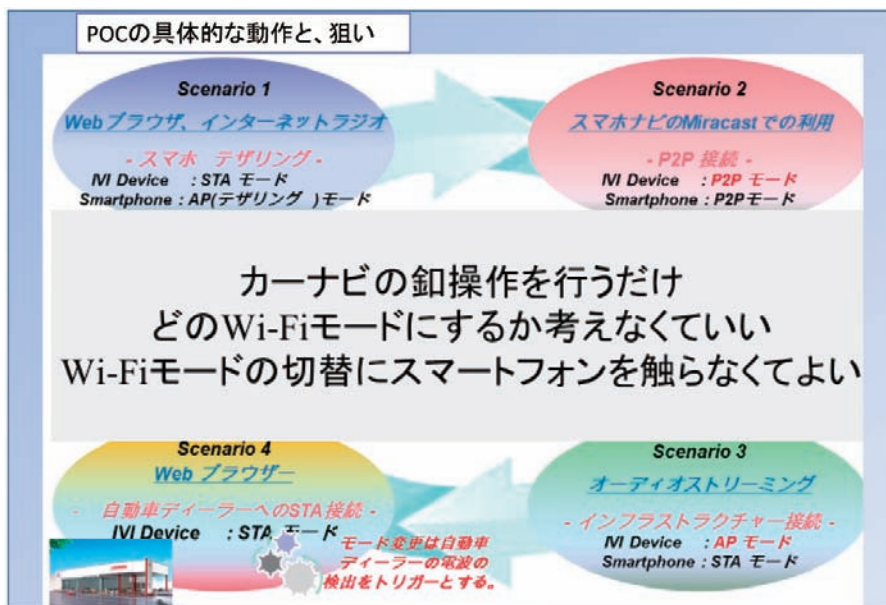 POCの具体的な動作と、狙い
Scenario 1
Webブラウザ、インターネットラジオ
- スマホ テザリング -
IVI Device : STA モード
Smartphone : AP(テザリング )モード
Scenario 2
スマホナビのMiracastでの利用
- P2P 接続 -
IVI Device : P2P モード
Smartphone : P2Pモード
カーナビの釦操作を行うだけ
どのWi-Fiモードにするか考えなくていい
Wi-Fiモードの切替にスマートフォンを触らなくてよい
Scenario 4
Web ブラウザー
- 自動車ディーラーへのSTA接続 -
IVI Device : STA モード
モード変更は自動車
ディーラーの電波の
検出をトリガーとする。
Scenario 3
オーディオストリーミング
- インフラストラクチャー接続 -
IVI Device : AP モード
Smartphone : STA モード